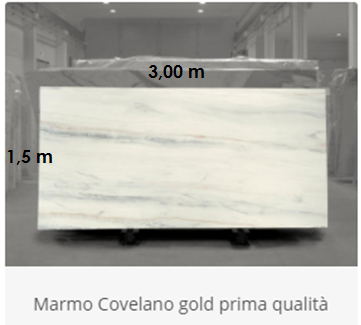 3,00 m
1,5 m
Marmo Covelano gold prima qualità